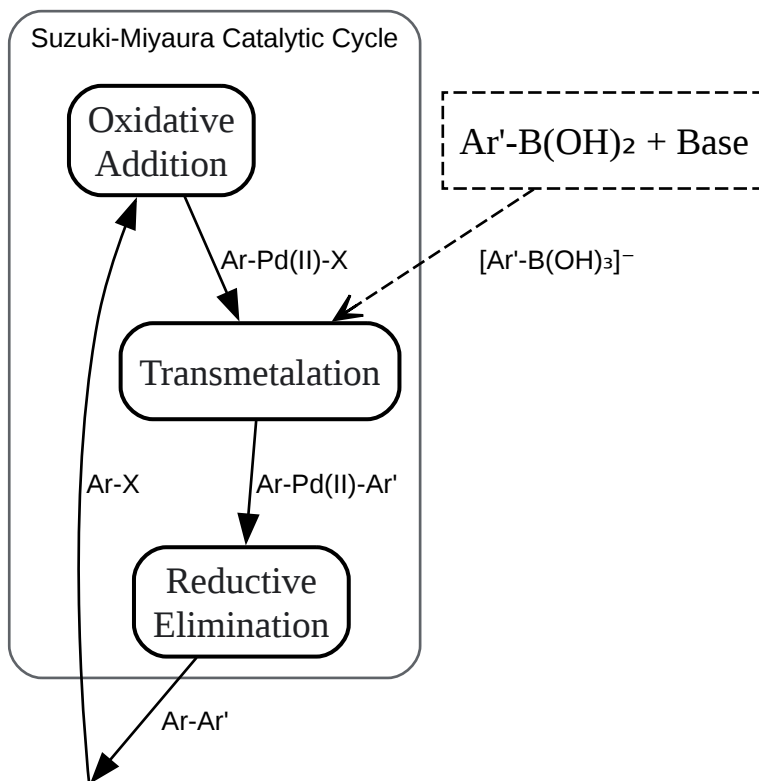 Suzuki-Miyaura Catalytic Cycle
Oxidative
Addition
Ar'-B(OH)₂ + Base
Ar-Pd(II)-X
[Ar'-B(OH)₃]⁻
Transmetalation
Ar-X
Ar-Pd(II)-Ar'
Reductive
Elimination
Ar-Ar'